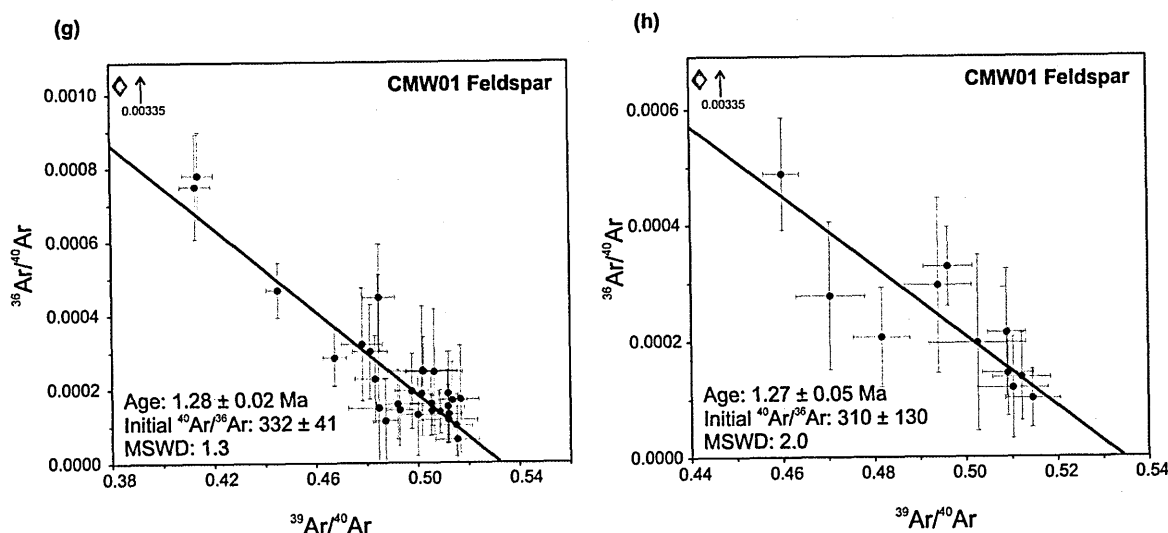 (g)
CMW01 Feldspar
0.00335
0.0010
0.0008
0.0006
0.0004
0.0002
0.0000
³⁶Ar/⁴⁰Ar
Age: 1.28 ± 0.02 Ma
Initial ⁴⁰Ar/³⁶Ar: 332 ± 41
MSWD: 1.3
0.38
0.42
0.46
0.50
0.54
³⁹Ar/⁴⁰Ar
(h)
CMW01 Feldspar
0.00335
0.0006
0.0004
0.0002
0.0000
³⁶Ar/⁴⁰Ar
Age: 1.27 ± 0.05 Ma
Initial ⁴⁰Ar/³⁶Ar: 310 ± 130
MSWD: 2.0
0.44
0.46
0.48
0.50
0.52
0.54
³⁹Ar/⁴⁰Ar